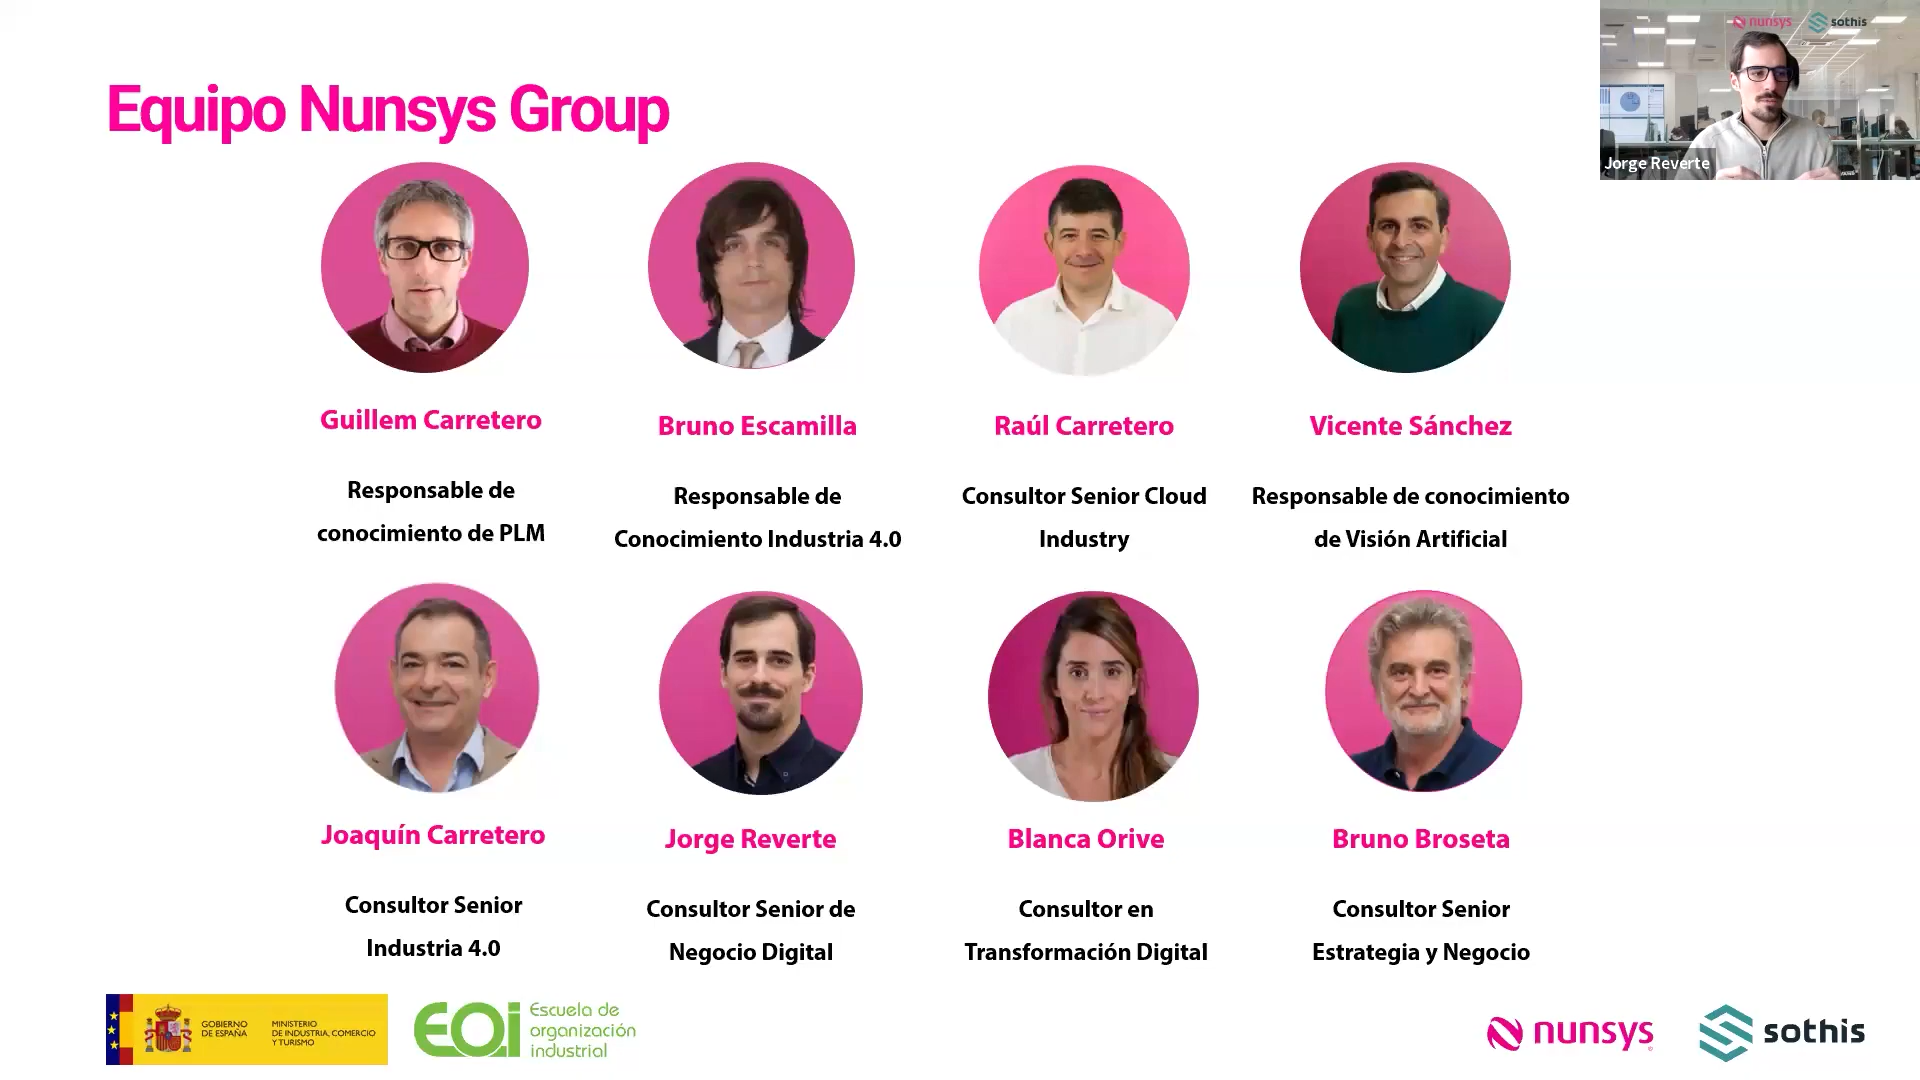 Equipo Nunsys Group
nunsys
sothis
Jorge Reverte
Guillem Carretero
Responsable de
conocimiento de PLM
Bruno Escamilla
Responsable de
Conocimiento Industria 4.0
Raúl Carretero
Consultor Senior Cloud
Industry
Vicente Sánchez
Responsable de conocimiento
de Visión Artificial
Joaquín Carretero
Consultor Senior
Industria 4.0
Jorge Reverte
Consultor Senior de
Negocio Digital
Blanca Orive
Consultor en
Transformación Digital
Bruno Broseta
Consultor Senior
Estrategia y Negocio
GOBIERNO
DE ESPAÑA
MINISTERIO
DE INDUSTRIA, COMERCIO
Y TURISMO
EOi
Escuela de
organización
industrial
nunsys®
sothis